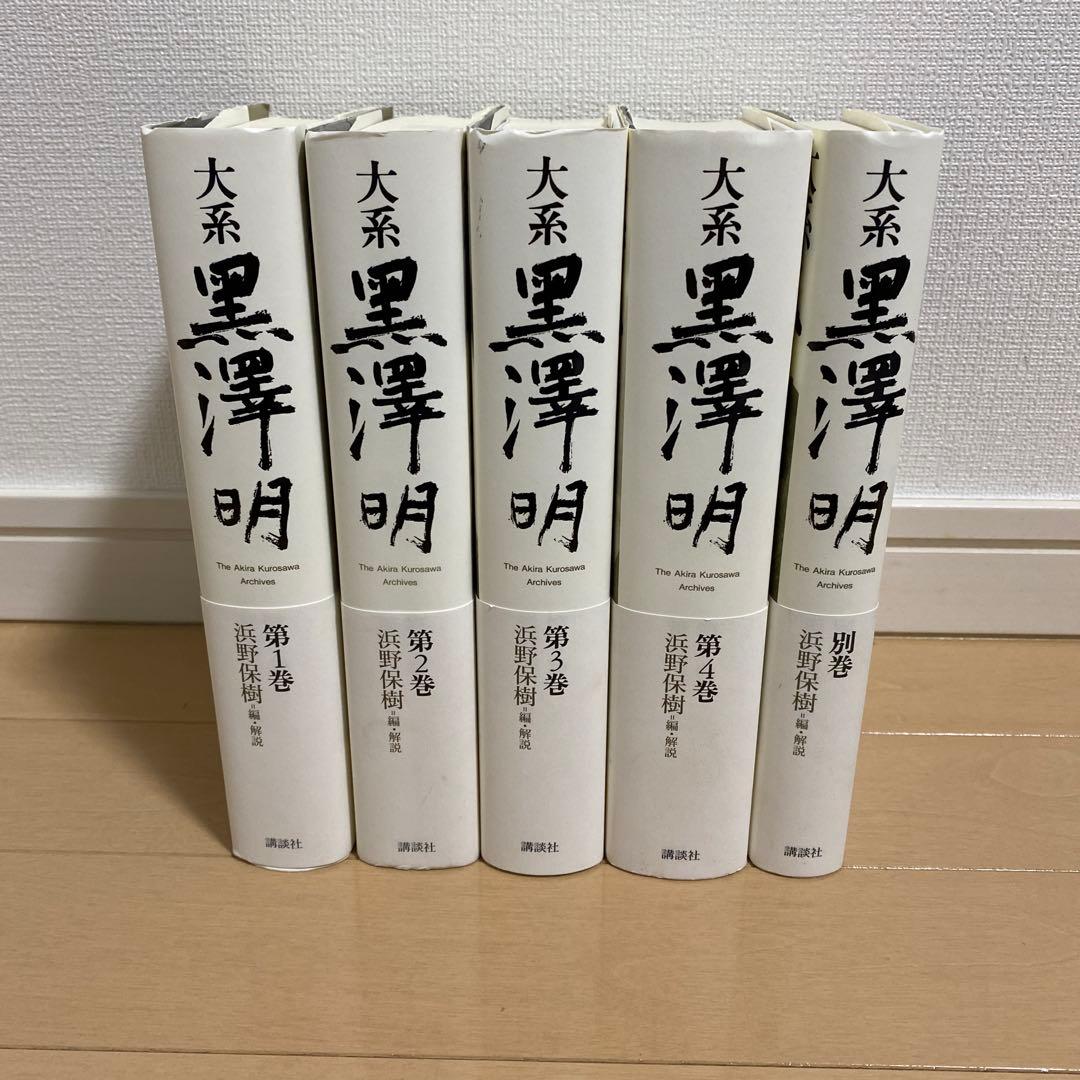 大系
黒澤明
The Akira Kurosawa
Archives
第1巻
浜野保樹=編・解説
講談社
大系
黒澤明
The Akira Kurosawa
Archives
第2巻
浜野保樹=編・解説
講談社
大系
黒澤明
The Akira Kurosawa
Archives
第3巻
浜野保樹=編・解説
講談社
大系
黒澤明
The Akira Kurosawa
Archives
第4巻
浜野保樹=編・解説
講談社
大系
黒澤明
The Akira Kurosawa
Archives
別巻
浜野保樹=編・解説
講談社